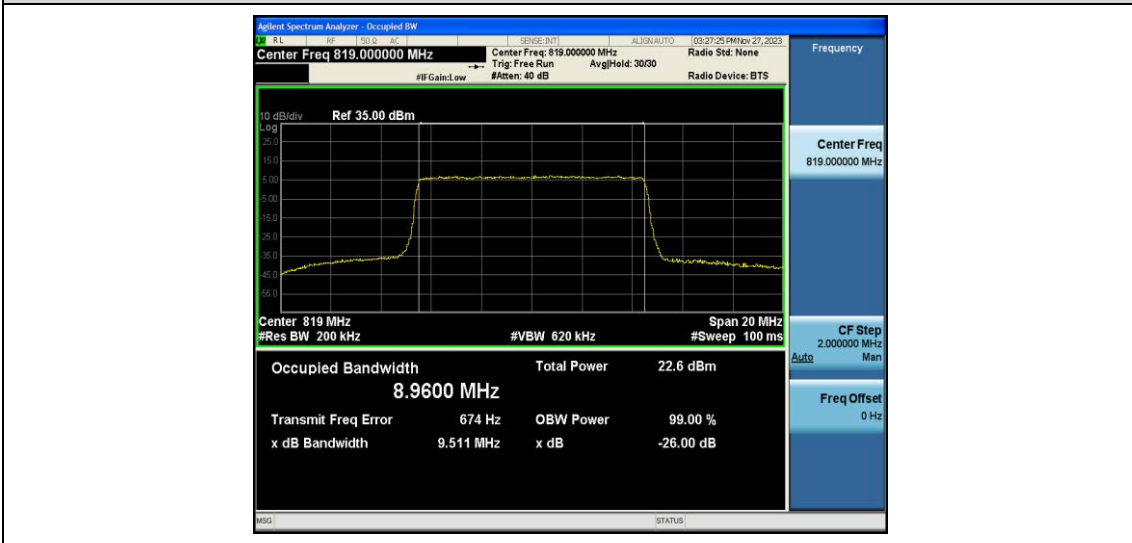 Agilent Spectrum Analyzer - Occupied BW
RL RF 50 Ω AC SENSE:INT ALIGN AUTO 03:27:25 PM Nov 27, 2023
Center Freq 819.000000 MHz
Center Freq: 819.000000 MHz
Radio Std: None
Trig: Free Run Avg|Hold: 30/30
#IFGain:Low
#Atten: 40 dB
Radio Device: BTS
10 dB/div Ref 35.00 dBm
Log
25.0
15.0
5.00
-5.00
-15.0
-25.0
-35.0
-45.0
-55.0
Center 819 MHz Span 20 MHz
#Res BW 200 kHz #VBW 620 kHz #Sweep 100 ms
Occupied Bandwidth Total Power 22.6 dBm
8.9600 MHz
Transmit Freq Error 674 Hz OBW Power 99.00 %
x dB Bandwidth 9.511 MHz x dB -26.00 dB
MSG STATUS
Frequency
Center Freq
819.000000 MHz
CF Step
2.000000 MHz
Auto Man
Freq Offset
0 Hz